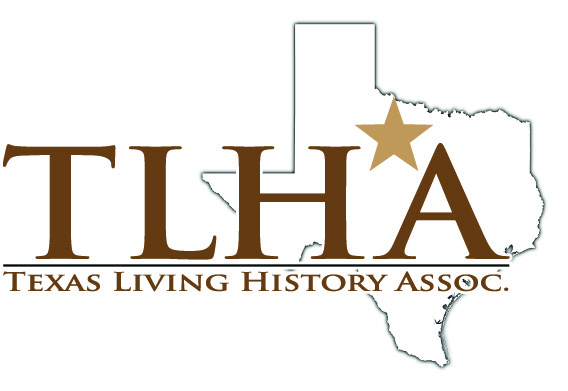 TLHA
TEXAS LIVING HISTORY ASSOC.